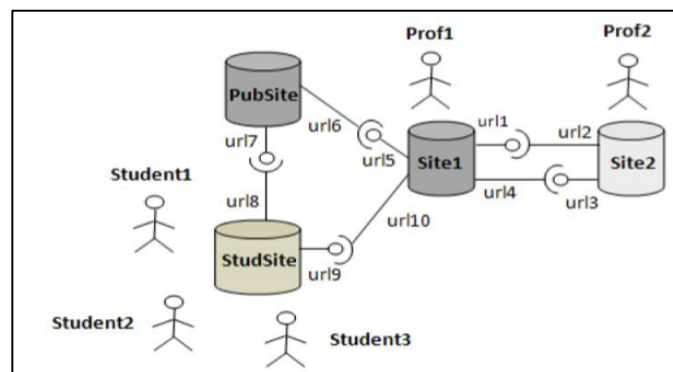 Prof1
Prof2
PubSite
url6
url7
url5
url1
url2
Site1
Site2
url4
url3
Student1
url8
url10
StudSite
url9
Student2
Student3